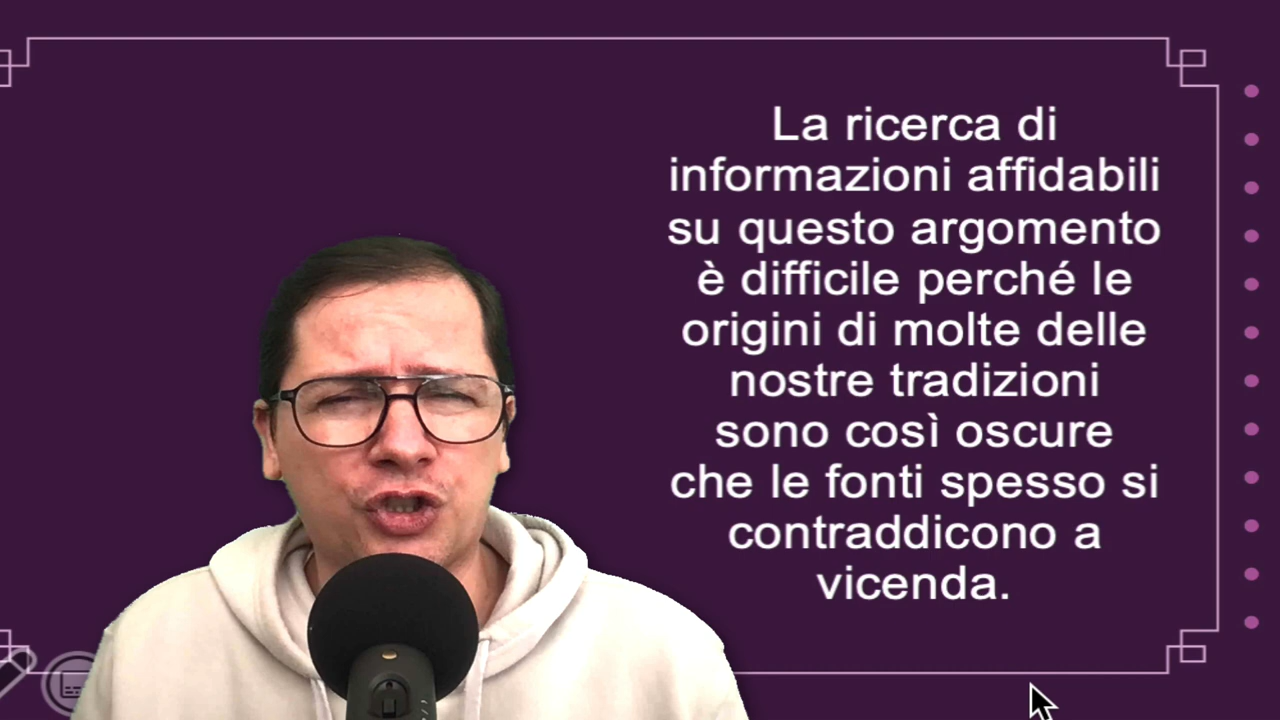 La ricerca di
informazioni affidabili
su questo argomento
è difficile perché le
origini di molte delle
nostre tradizioni
sono così oscure
che le fonti spesso si
contraddicono a
vicenda.